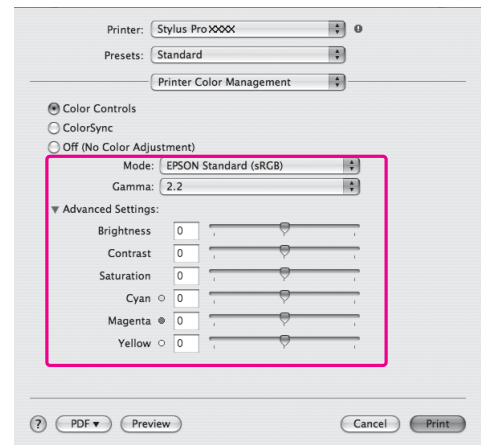 Printer: Stylus Pro XXXX
Presets: Standard
Printer Color Management
Color Controls
ColorSync
Off (No Color Adjustment)
Mode: EPSON Standard (sRGB)
Gamma: 2.2
Advanced Settings:
Brightness 0
Contrast 0
Saturation 0
Cyan 0
Magenta 0
Yellow 0
? PDF Preview Cancel Print